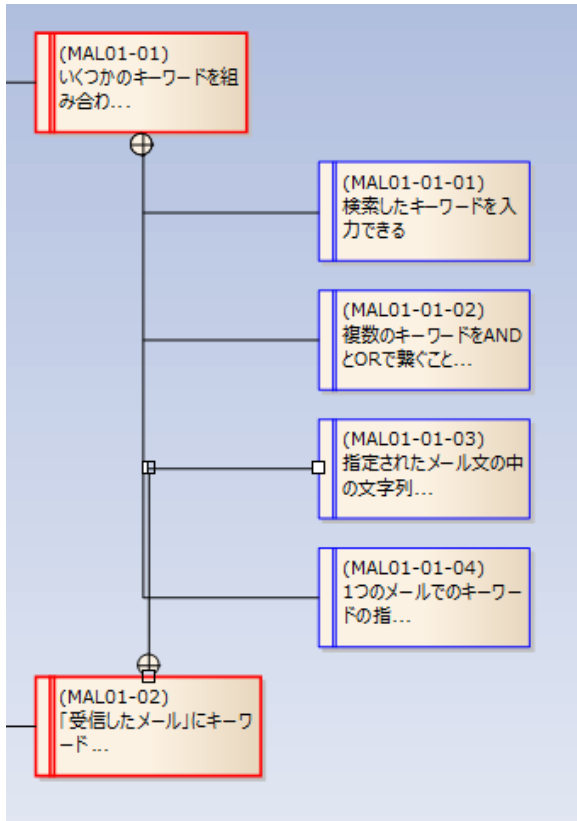 (MAL01-01)
いくつかのキーワードを組
み合わ...
(MAL01-01-01)
検索したキーワードを入
力できる
(MAL01-01-02)
複数のキーワードをAND
とORで繋ぐこと...
(MAL01-01-03)
指定されたメール文の中
の文字列...
(MAL01-01-04)
1つのメールでのキーワー
ドの指...
(MAL01-02)
「受信したメール」にキーワ
ード...